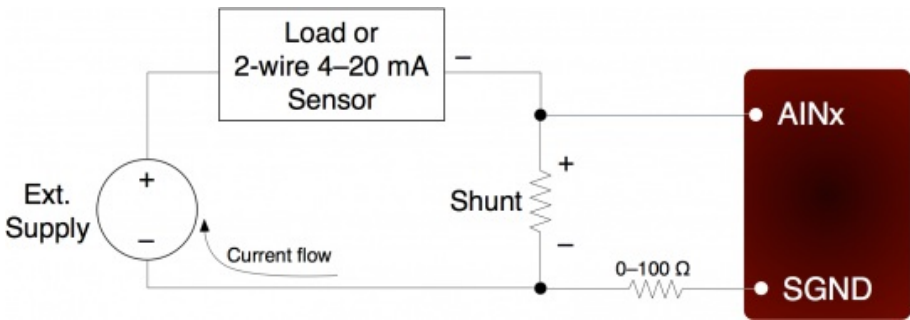 Load or
2-wire 4–20 mA
Sensor
–
AINx
+
Ext.
Supply
+
–
Shunt
–
Current flow
0–100 Ω
SGND